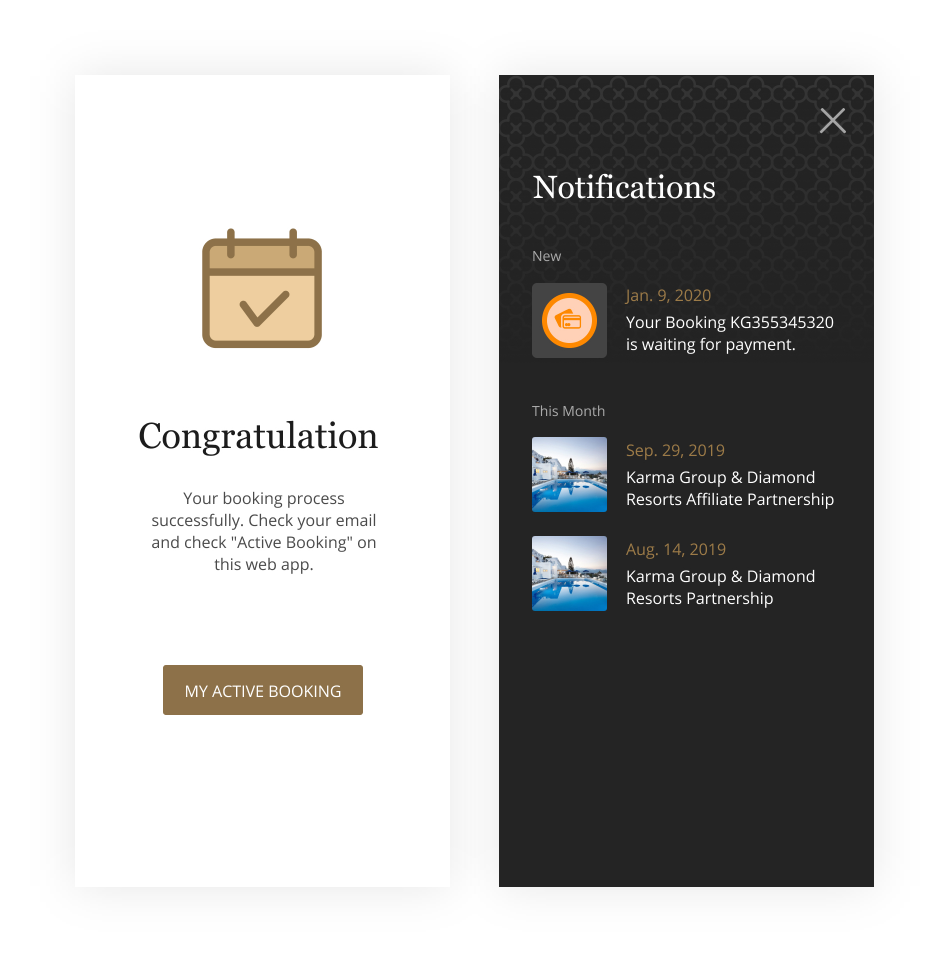 Congratulation
Your booking process
successfully. Check your email
and check "Active Booking" on
this web app.
MY ACTIVE BOOKING
Notifications
New
Jan. 9, 2020
Your Booking KG355345320
is waiting for payment.
This Month
Sep. 29, 2019
Karma Group & Diamond
Resorts Affiliate Partnership
Aug. 14, 2019
Karma Group & Diamond
Resorts Partnership